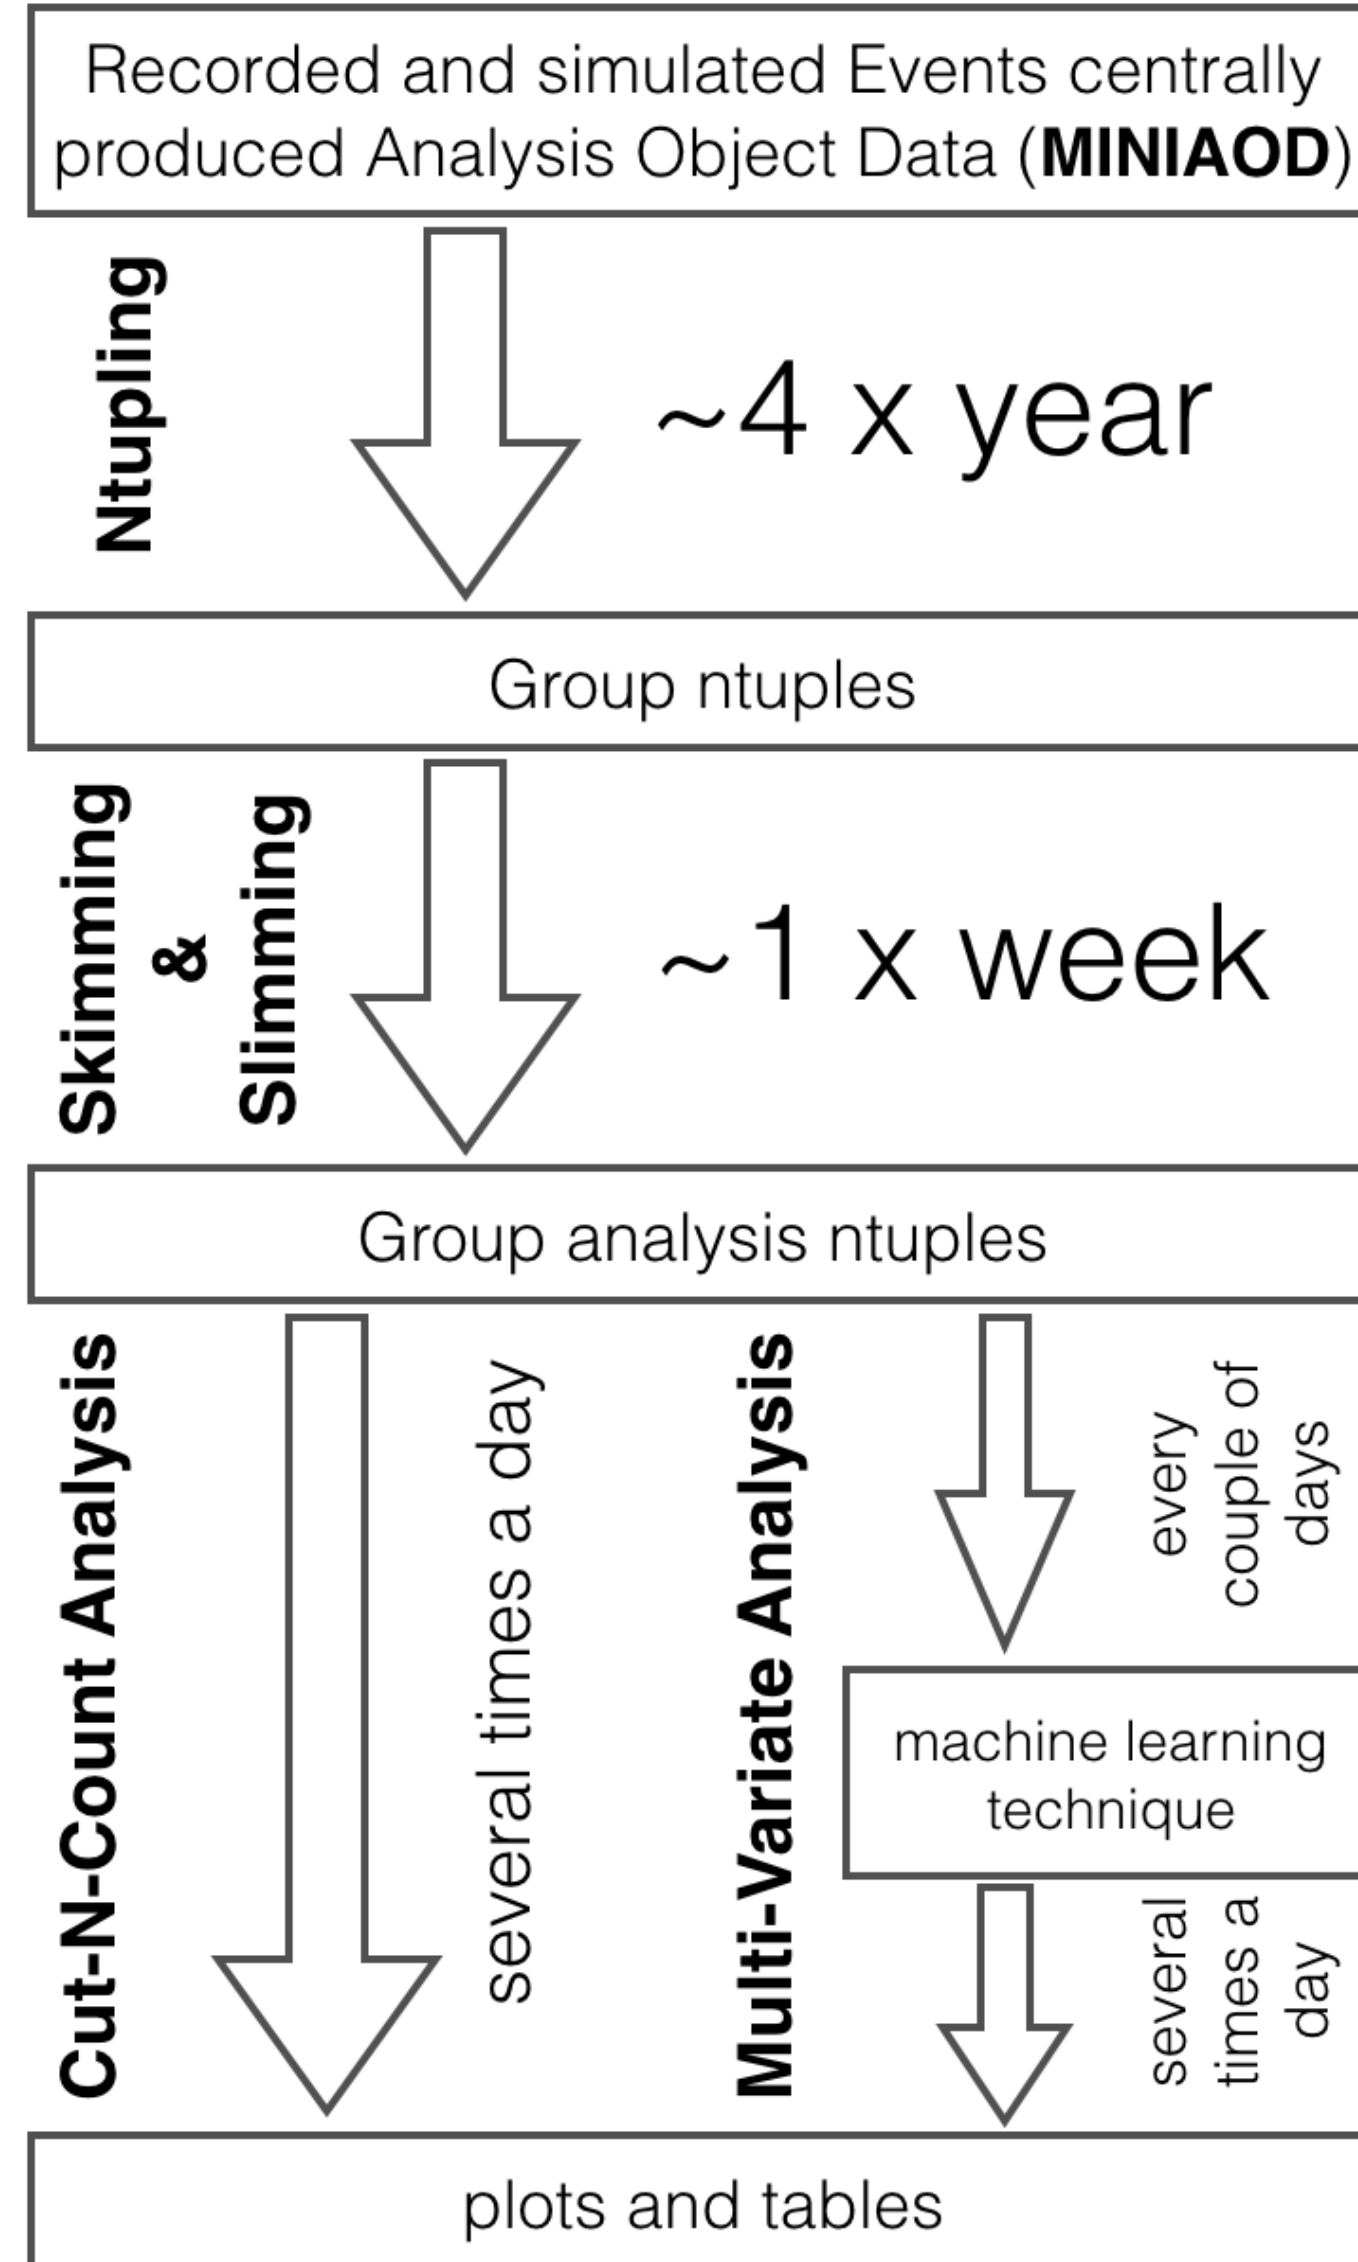 Recorded and simulated Events centrally
produced Analysis Object Data (MINIAOD)
Ntupling
~4 x year
Group ntuples
Skimming
&
Slimming
~1 x week
Group analysis ntuples
Cut-N-Count Analysis
several times a day
Multi-Variate Analysis
every
couple of
days
machine learning
technique
several
times a
day
plots and tables